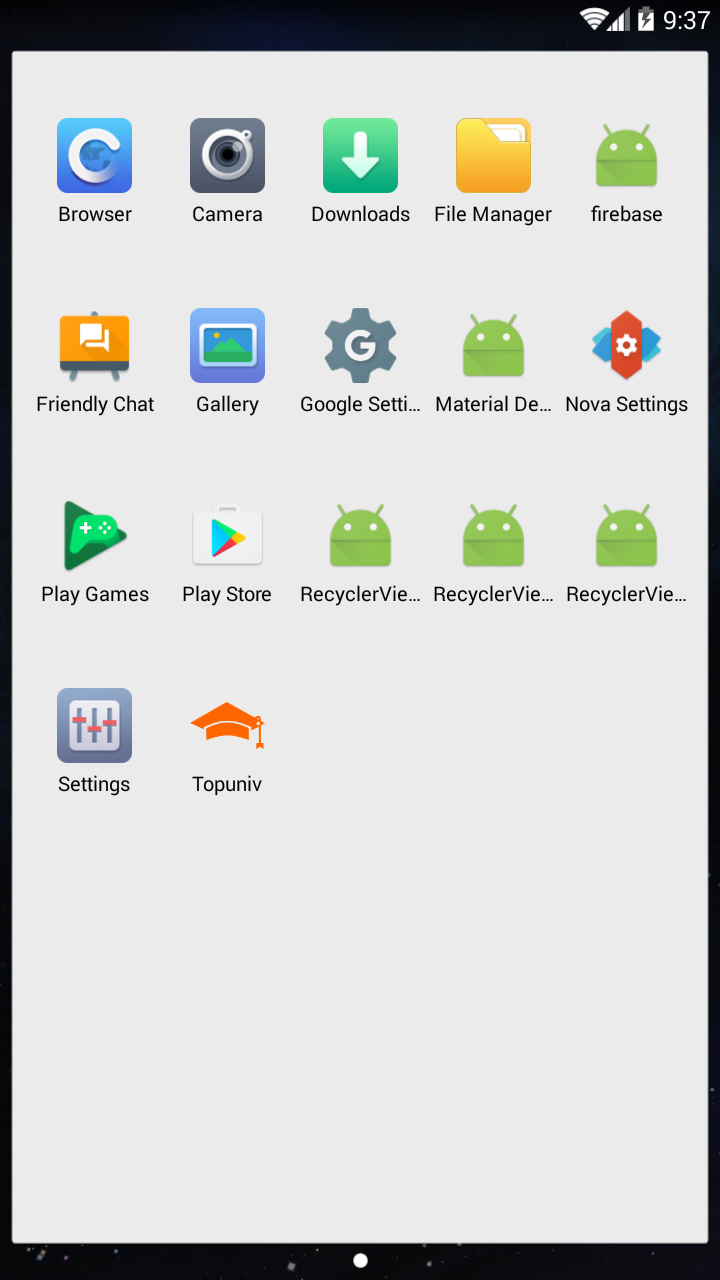 9:37
Browser
Camera
Downloads
File Manager
firebase
Friendly Chat
Gallery
Google Setti...
Material De...
Nova Settings
Play Games
Play Store
RecyclerVie...
RecyclerVie...
RecyclerVie...
Settings
Topuniv